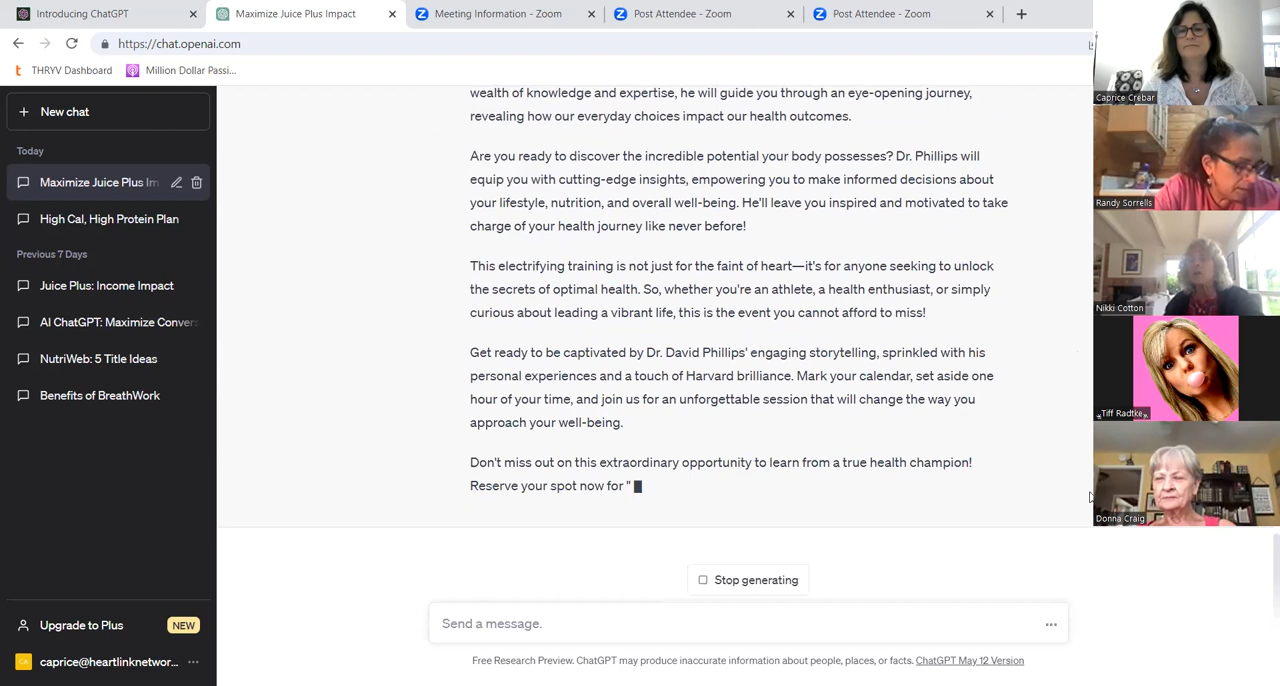 Introducing ChatGPT
Maximize Juice Plus Impact
Meeting Information - Zoom
Post Attendee - Zoom
Post Attendee - Zoom
https://chat.openai.com
THRYV Dashboard
Million Dollar Passi...
New chat
Today
Maximize Juice Plus Im
High Cal, High Protein Plan
Previous 7 Days
Juice Plus: Income Impact
AI ChatGPT: Maximize Convers
NutriWeb: 5 Title Ideas
Benefits of BreathWork
Upgrade to Plus
NEW
caprice@heartlinknetwor...
wealth of knowledge and expertise, he will guide you through an eye-opening journey,
revealing how our everyday choices impact our health outcomes.
Are you ready to discover the incredible potential your body possesses? Dr. Phillips will
equip you with cutting-edge insights, empowering you to make informed decisions about
your lifestyle, nutrition, and overall well-being. He'll leave you inspired and motivated to take
charge of your health journey like never before!
This electrifying training is not just for the faint of heart—it's for anyone seeking to unlock
the secrets of optimal health. So, whether you're an athlete, a health enthusiast, or simply
curious about leading a vibrant life, this is the event you cannot afford to miss!
Get ready to be captivated by Dr. David Phillips' engaging storytelling, sprinkled with his
personal experiences and a touch of Harvard brilliance. Mark your calendar, set aside one
hour of your time, and join us for an unforgettable session that will change the way you
approach your well-being.
Don't miss out on this extraordinary opportunity to learn from a true health champion!
Reserve your spot now for "
Stop generating
Send a message.
Free Research Preview. ChatGPT may produce inaccurate information about people, places, or facts. ChatGPT May 12 Version
Caprice Crebar
Randy Sorrells
Nikki Cotton
Tiff Radtke
Donna Craig